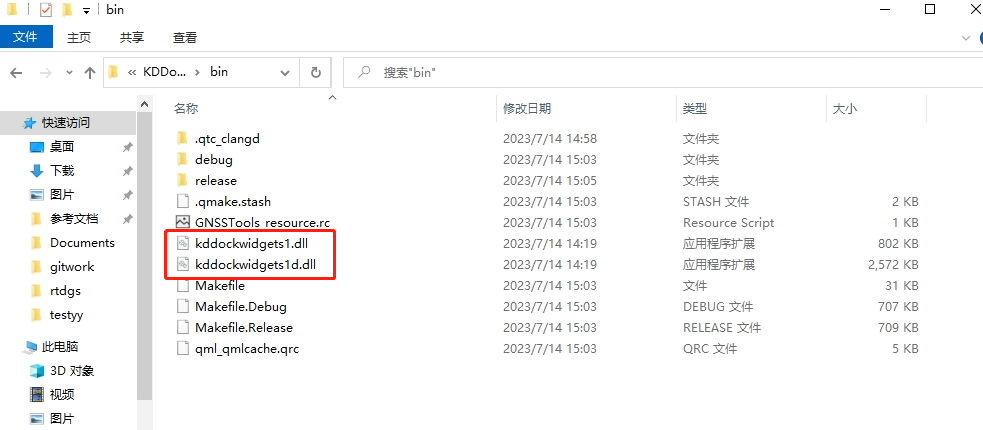 bin
文件 主页 共享 查看
« KDDo... › bin 搜索"bin"
名称 修改日期 类型 大小
快速访问
桌面
下载
图片
参考文档
Documents
gitwork
rtdgs
testyy
此电脑
3D 对象
视频
图片
.qtc_clangd 2023/7/14 14:58 文件夹
debug 2023/7/14 15:03 文件夹
release 2023/7/14 15:05 文件夹
.qmake.stash 2023/7/14 15:03 STASH 文件 2 KB
GNSSTools_resource.rc 2023/7/14 15:03 Resource Script 1 KB
kddockwidgets1.dll 2023/7/14 14:19 应用程序扩展 802 KB
kddockwidgets1d.dll 2023/7/14 14:19 应用程序扩展 2,572 KB
Makefile 2023/7/14 15:03 文件 31 KB
Makefile.Debug 2023/7/14 15:03 DEBUG 文件 707 KB
Makefile.Release 2023/7/14 15:03 RELEASE 文件 709 KB
qml_qmlcache.qrc 2023/7/14 15:03 QRC 文件 5 KB